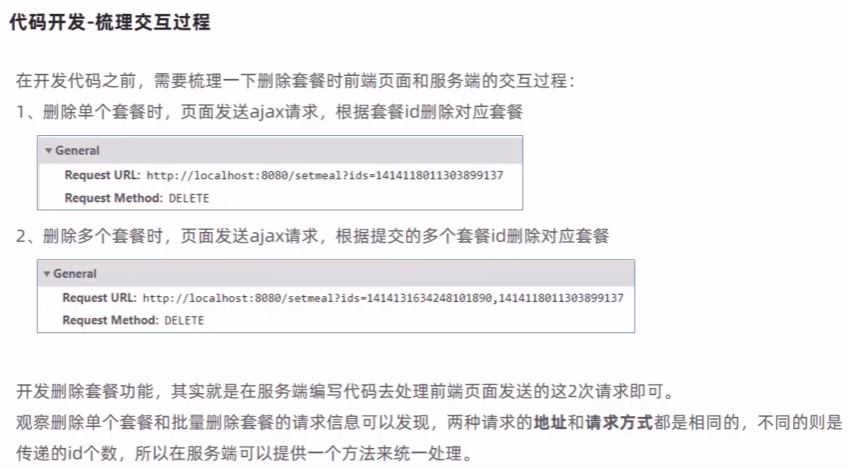 代码开发-梳理交互过程
在开发代码之前，需要梳理一下删除套餐时前端页面和服务端的交互过程：
1、删除单个套餐时，页面发送ajax请求，根据套餐id删除对应套餐
▼ General
Request URL: http://localhost:8080/setmeal?ids=1414118011303899137
Request Method: DELETE
2、删除多个套餐时，页面发送ajax请求，根据提交的多个套餐id删除对应套餐
▼ General
Request URL: http://localhost:8080/setmeal?ids=1414131634248101890,1414118011303899137
Request Method: DELETE
开发删除套餐功能，其实就是在服务端编写代码去处理前端页面发送的这2次请求即可。
观察删除单个套餐和批量删除套餐的请求信息可以发现，两种请求的地址和请求方式都是相同的，不同的则是
传递的id个数，所以在服务端可以提供一个方法来统一处理。